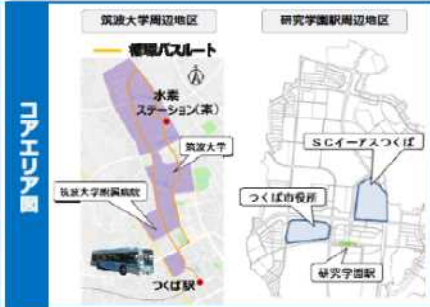 コアエリア図
筑波大学周辺地区
循環バスルート
水素
ステーション(案)
筑波大学
筑波大学附属病院
つくば駅
研究学園駅周辺地区
SCイーアスつくば
つくば市役所
研究学園駅